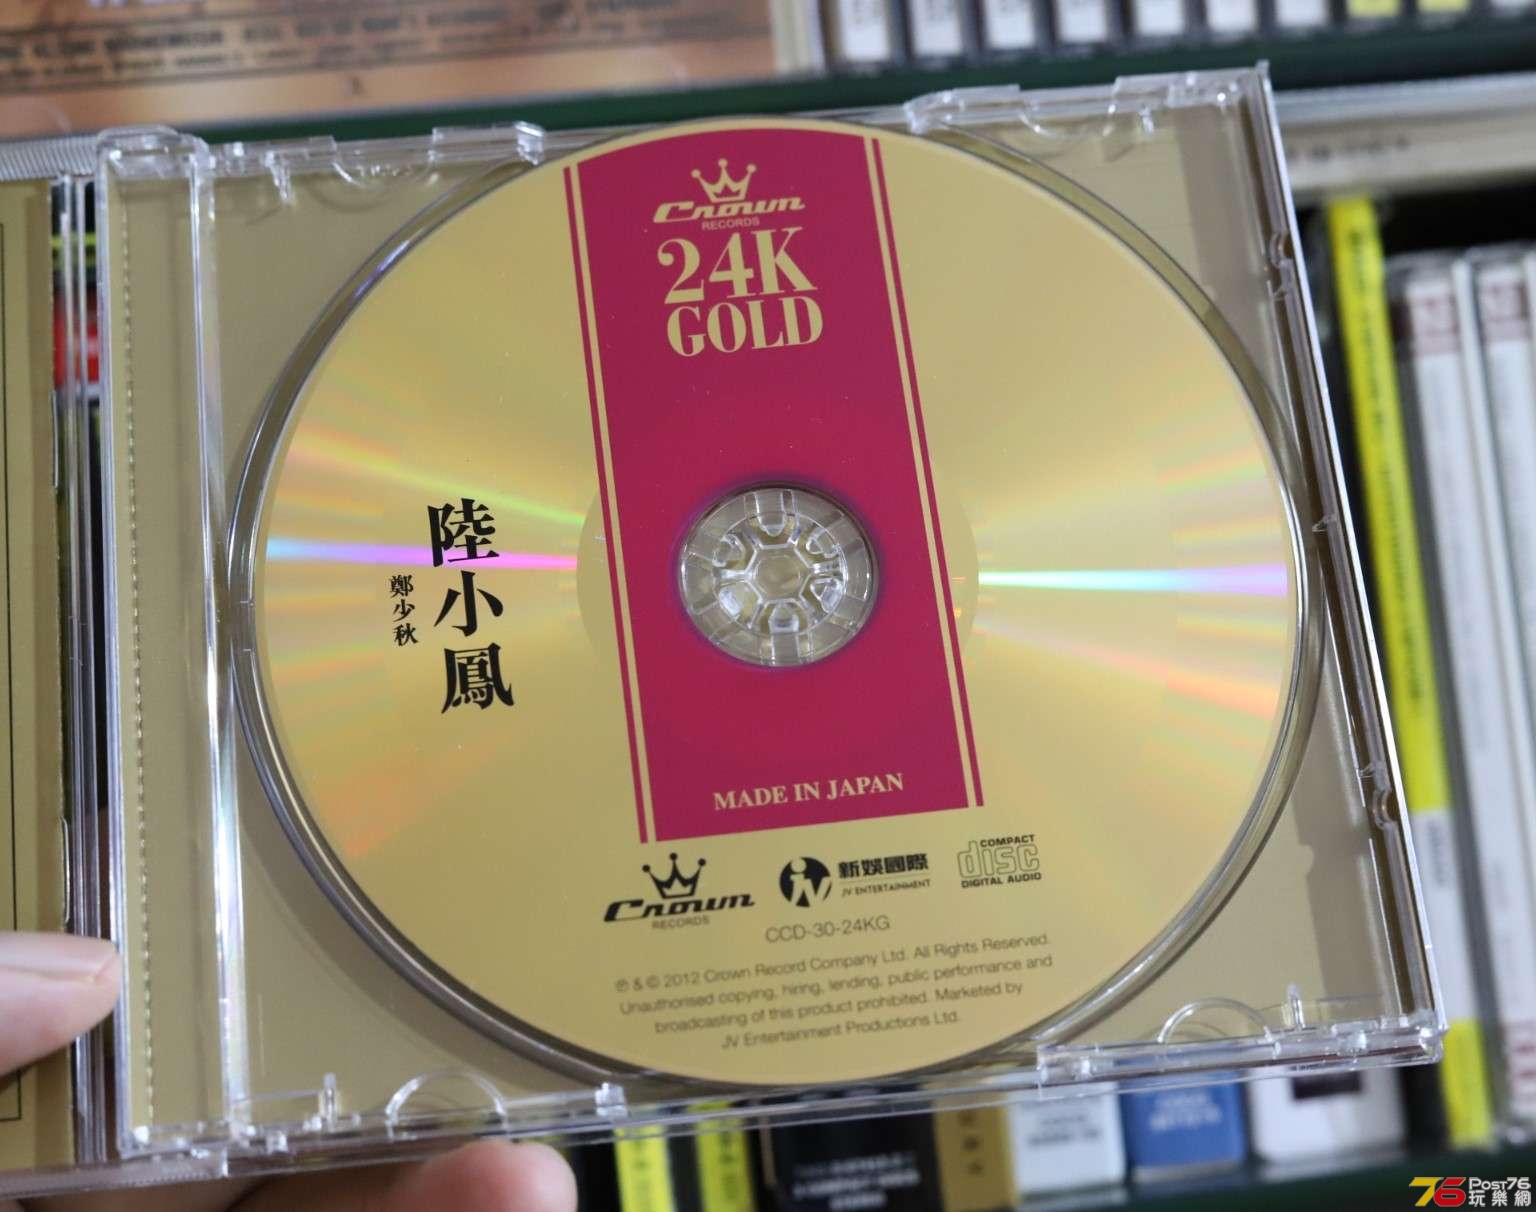 Crown
RECORDS
24K
GOLD
陸小鳳
鄭少秋
MADE IN JAPAN
Crown
RECORDS
JV
新娛國際
JV ENTERTAINMENT
COMPACT
disc
DIGITAL AUDIO
CCD-30-24KG
℗ & © 2012 Crown Record Company Ltd. All Rights Reserved.
Unauthorised copying, hiring, lending, public performance and
broadcasting of this product prohibited. Marketed by
JV Entertainment Productions Ltd.
76 Post76
玩樂網